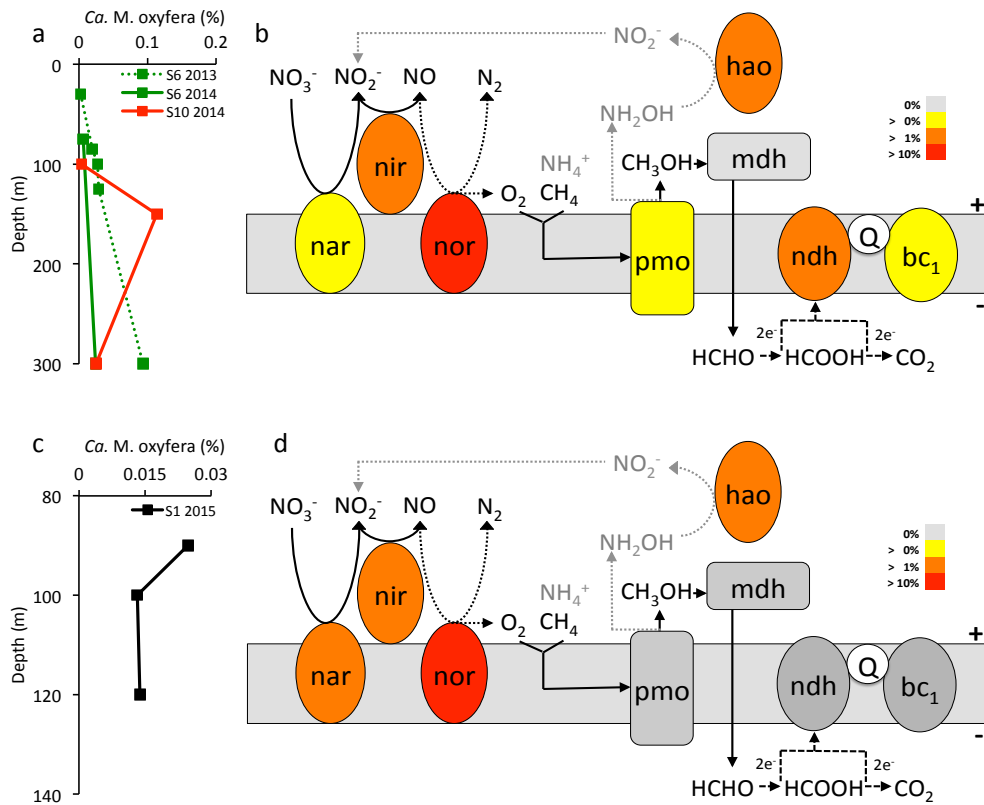 a
Ca. M. oxyfera (%)
0 0.1 0.2
0
100
200
300
Depth (m)
S6 2013
S6 2014
S10 2014
b
NO₂⁻
hao
NO₃⁻ NO₂⁻ NO N₂
NH₂OH
0%
> 0%
> 1%
> 10%
nir
NH₄⁺
CH₃OH
mdh
O₂ CH₄
+
nar
nor
pmo
ndh
Q
bc₁
-
2e⁻ 2e⁻
HCHO HCOOH CO₂
c
Ca. M. oxyfera (%)
0 0.015 0.03
80
100
120
140
Depth (m)
S1 2015
d
NO₂⁻
hao
NO₃⁻ NO₂⁻ NO N₂
NH₂OH
0%
> 0%
> 1%
> 10%
nir
NH₄⁺
CH₃OH
mdh
O₂ CH₄
+
nar
nor
pmo
ndh
Q
bc₁
-
2e⁻ 2e⁻
HCHO HCOOH CO₂